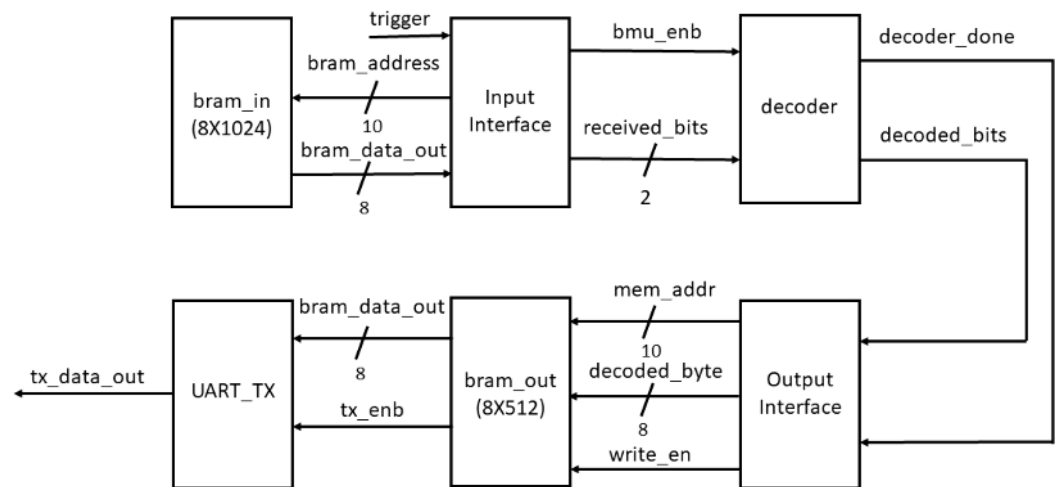 trigger
bram_address
10
bram_data_out
8
bram_in
(8X1024)
Input
Interface
bmu_enb
received_bits
2
decoder
decoder_done
decoded_bits
tx_data_out
UART_TX
bram_data_out
8
tx_enb
bram_out
(8X512)
mem_addr
10
decoded_byte
8
write_en
Output
Interface